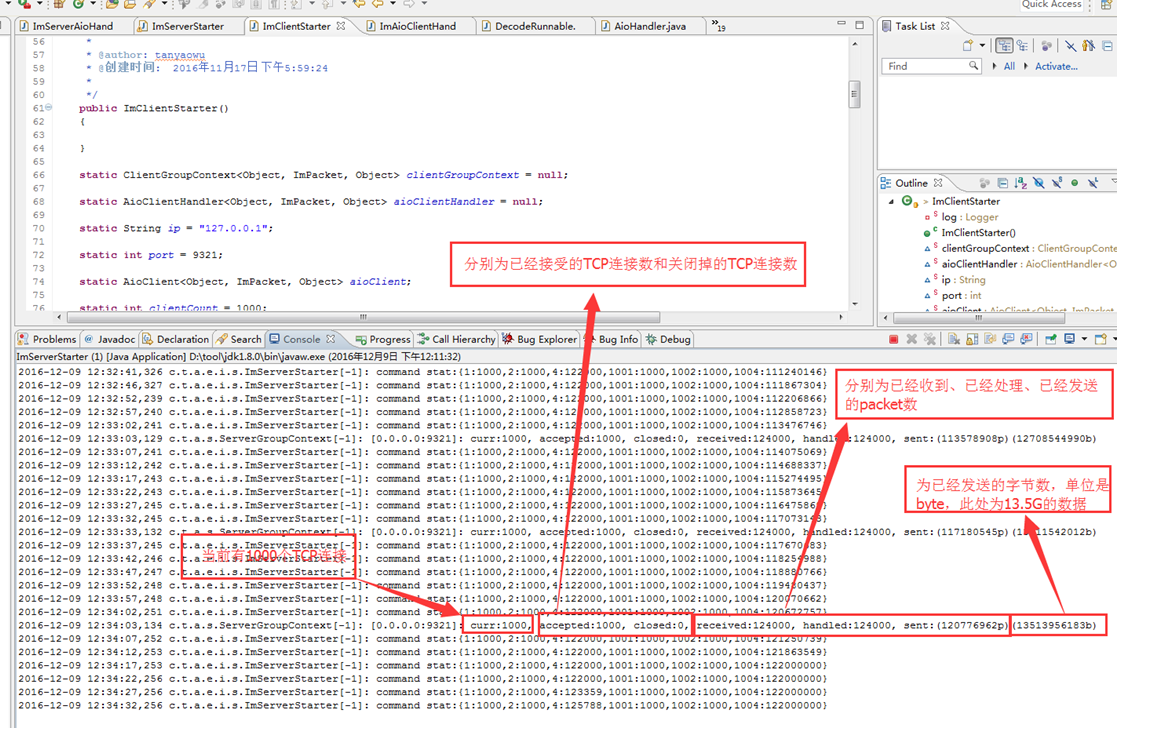 Quick Access
ImServerAioHand
ImServerStarter
ImClientStarter
ImAioClientHand
DecodeRunnable.
AioHandler.java
»19
Task List
56 *
57 * @author: tanyaowu
58 * @创建时间: 2016年11月17日 下午5:59:24
59 *
60 */
61 public ImClientStarter()
62 {
63
64 }
65
66 static ClientGroupContext<Object, ImPacket, Object> clientGroupContext = null;
67
68 static AioClientHandler<Object, ImPacket, Object> aioClientHandler = null;
69
70 static String ip = "127.0.0.1";
71
72 static int port = 9321;
73
74 static AioClient<Object, ImPacket, Object> aioClient;
75
76 static int clientCount = 1000;
Find
All
Activate...
Outline
ImClientStarter
log : Logger
ImClientStarter()
clientGroupContext : ClientGroupConte
aioClientHandler : AioClientHandler<O
ip : String
port : int
aioClient : AioClient<Object, ImPacket
分别为已经接受的TCP连接数和关闭掉的TCP连接数
Problems
Javadoc
Declaration
Search
Console
Progress
Call Hierarchy
Bug Explorer
Bug Info
Debug
ImServerStarter (1) [Java Application] D:\tool\jdk1.8.0\bin\javaw.exe (2016年12月9日 下午12:11:32)
2016-12-09 12:32:41,326 c.t.a.e.i.s.ImServerStarter[-1]: command stat:{1:1000,2:1000,4:122000,1001:1000,1002:1000,1004:111240146}
2016-12-09 12:32:46,327 c.t.a.e.i.s.ImServerStarter[-1]: command stat:{1:1000,2:1000,4:122000,1001:1000,1002:1000,1004:111867304}
2016-12-09 12:32:52,239 c.t.a.e.i.s.ImServerStarter[-1]: command stat:{1:1000,2:1000,4:122000,1001:1000,1002:1000,1004:112206866}
2016-12-09 12:32:57,240 c.t.a.e.i.s.ImServerStarter[-1]: command stat:{1:1000,2:1000,4:122000,1001:1000,1002:1000,1004:112858723}
2016-12-09 12:33:02,241 c.t.a.e.i.s.ImServerStarter[-1]: command stat:{1:1000,2:1000,4:122000,1001:1000,1002:1000,1004:113476746}
2016-12-09 12:33:03,129 c.t.a.s.ServerGroupContext[-1]: [0.0.0.0:9321]: curr:1000, accepted:1000, closed:0, received:124000, handled:124000, sent:(113578908p)(12708544990b)
2016-12-09 12:33:07,241 c.t.a.e.i.s.ImServerStarter[-1]: command stat:{1:1000,2:1000,4:122000,1001:1000,1002:1000,1004:114075069}
2016-12-09 12:33:12,242 c.t.a.e.i.s.ImServerStarter[-1]: command stat:{1:1000,2:1000,4:122000,1001:1000,1002:1000,1004:114688337}
2016-12-09 12:33:17,243 c.t.a.e.i.s.ImServerStarter[-1]: command stat:{1:1000,2:1000,4:122000,1001:1000,1002:1000,1004:115274495}
2016-12-09 12:33:22,243 c.t.a.e.i.s.ImServerStarter[-1]: command stat:{1:1000,2:1000,4:122000,1001:1000,1002:1000,1004:115873645}
2016-12-09 12:33:27,245 c.t.a.e.i.s.ImServerStarter[-1]: command stat:{1:1000,2:1000,4:122000,1001:1000,1002:1000,
2016-12-09 12:33:32,245 c.t.a.e.i.s.ImServerStarter[-1]: command stat:{1:1000,2:1000,4:122000,1001:1000,1002:1000,
2016-12-09 12:33:33,132 c.t.a.s.ServerGroupContext[-1]: [0.0.0.0:9321]: curr:1000, accepted:1000, closed:0, received:124000, handled:124000, sent:(117180545p)
2016-12-09 12:33:37,245 c.t.a.e.i.s.ImServerStarter[-1]: command stat:{1:1000,2:1000,4:122000,1001:1000,1002:1000,
2016-12-09 12:33:42,246 c.t.a.e.i.s.ImServerStarter[-1]: command stat:{1:1000,2:1000,4:122000,1001:1000,1002:1000,1004:118254988}
2016-12-09 12:33:47,247 c.t.a.e.i.s.ImServerStarter[-1]: command stat:{1:1000,2:1000,4:122000,1001:1000,1002:1000,1004:118880766}
2016-12-09 12:33:52,248 c.t.a.e.i.s.ImServerStarter[-1]: command stat:{1:1000,2:1000,4:122000,1001:1000,1002:1000,
2016-12-09 12:33:57,248 c.t.a.e.i.s.ImServerStarter[-1]: command stat:{1:1000,2:1000,4:122000,1001:1000,1002:1000,
2016-12-09 12:34:02,251 c.t.a.e.i.s.ImServerStarter[-1]: command stat:{1:1000,2:1000,4:122000,1001:1000,1002:1000,1004:120672757}
2016-12-09 12:34:03,134 c.t.a.s.ServerGroupContext[-1]: [0.0.0.0:9321]: curr:1000, accepted:1000, closed:0, received:124000, handled:124000, sent:(120776962p)(13513956183b)
2016-12-09 12:34:07,252 c.t.a.e.i.s.ImServerStarter[-1]: command stat:{1:1000,2:1000,4:122000,1001:1000,1002:1000,1004:121250739}
2016-12-09 12:34:12,253 c.t.a.e.i.s.ImServerStarter[-1]: command stat:{1:1000,2:1000,4:122000,1001:1000,1002:1000,1004:121863549}
2016-12-09 12:34:17,253 c.t.a.e.i.s.ImServerStarter[-1]: command stat:{1:1000,2:1000,4:122000,1001:1000,1002:1000,1004:122000000}
2016-12-09 12:34:22,256 c.t.a.e.i.s.ImServerStarter[-1]: command stat:{1:1000,2:1000,4:122000,1001:1000,1002:1000,1004:122000000}
2016-12-09 12:34:27,256 c.t.a.e.i.s.ImServerStarter[-1]: command stat:{1:1000,2:1000,4:123359,1001:1000,1002:1000,1004:122000000}
2016-12-09 12:34:32,256 c.t.a.e.i.s.ImServerStarter[-1]: command stat:{1:1000,2:1000,4:125788,1001:1000,1002:1000,1004:122000000}
分别为已经收到、已经处理、已经发送
的packet数
为已经发送的字节数，单位是
byte，此处为13.5G的数据
当前有1000个TCP连接